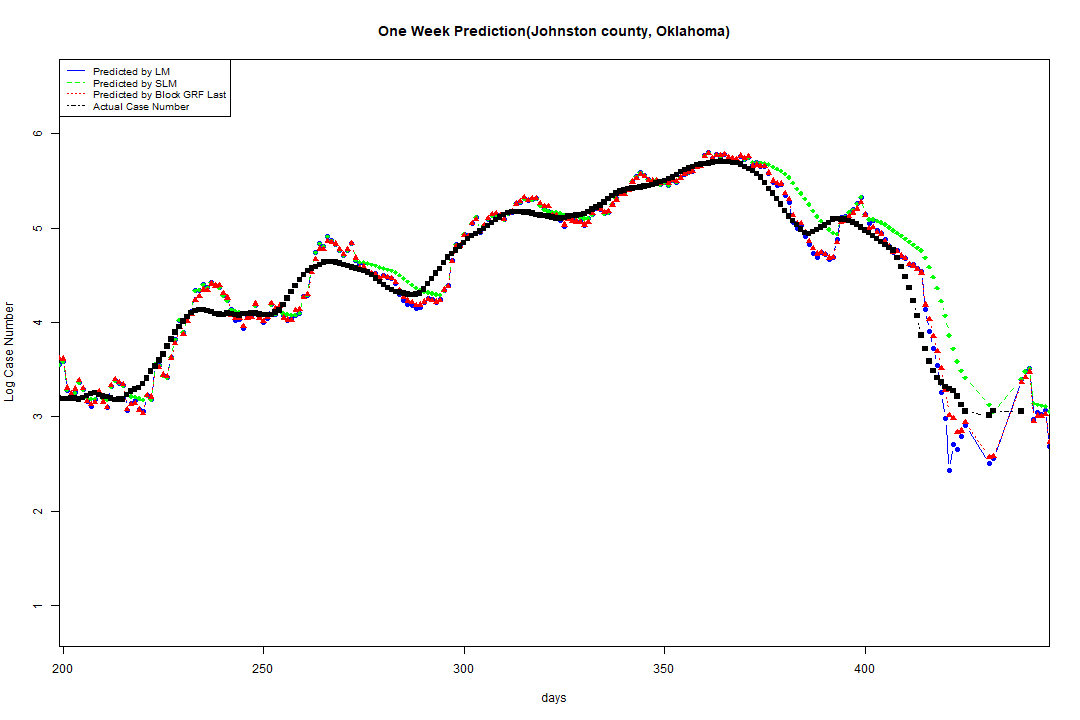 One Week Prediction(Johnston county, Oklahoma)
Predicted by LM
Predicted by SLM
Predicted by Block GRF Last
Actual Case Number
6
5
4
3
2
1
Log Case Number
200 250 300 350 400
days